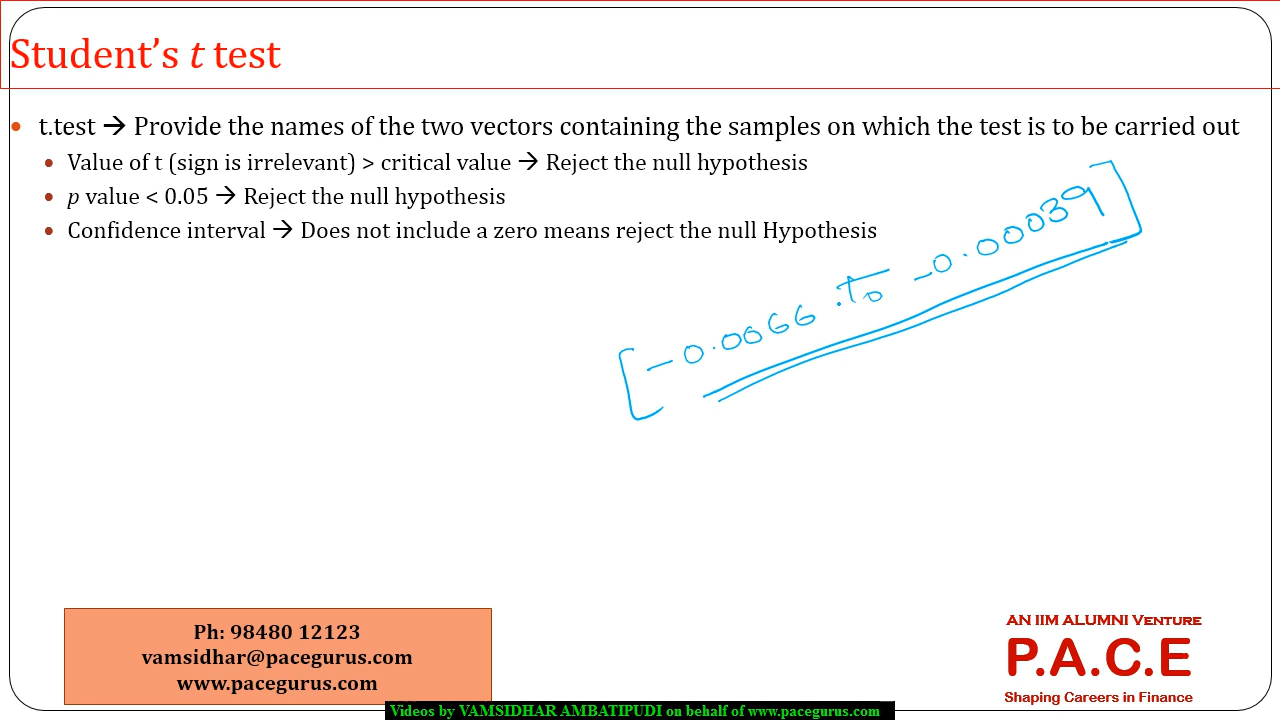 Student's t test
t.test → Provide the names of the two vectors containing the samples on which the test is to be carried out
Value of t (sign is irrelevant) > critical value → Reject the null hypothesis
p value < 0.05 → Reject the null hypothesis
Confidence interval → Does not include a zero means reject the null Hypothesis
[-0.0066 to -0.00039]
Ph: 98480 12123
vamsidhar@pacegurus.com
www.pacegurus.com
AN IIM ALUMNI VENTURE
P.A.C.E
Shaping Careers in Finance
Videos by VAMSIDHAR AMBATIPUDI on behalf of www.pacegurus.com